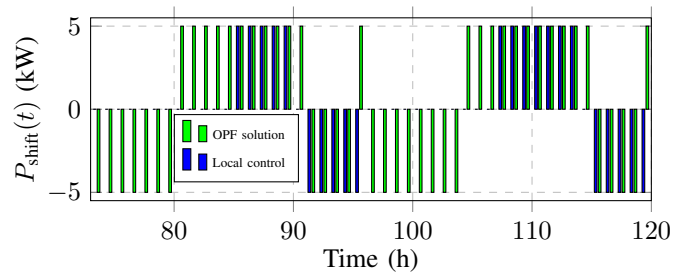 5
0
−5
P_shift(t) (kW)
OPF solution
Local control
80 90 100 110 120
Time (h)